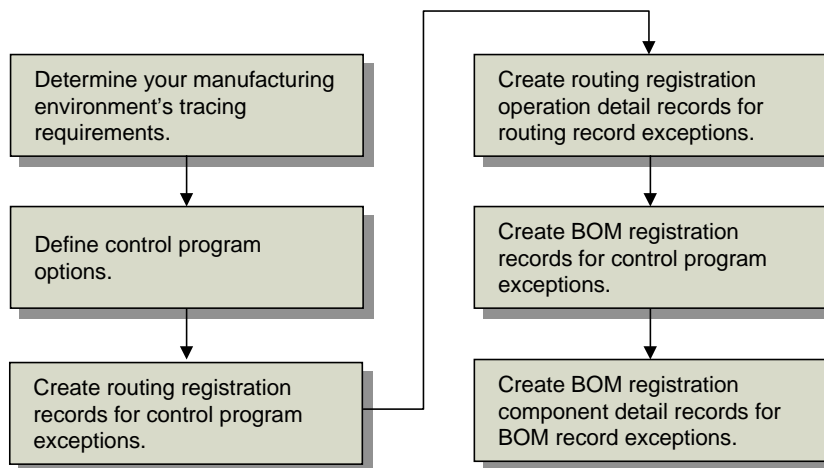 Determine your manufacturing
environment's tracing
requirements.
Define control program
options.
Create routing registration
records for control program
exceptions.
Create routing registration
operation detail records for
routing record exceptions.
Create BOM registration
records for control program
exceptions.
Create BOM registration
component detail records for
BOM record exceptions.